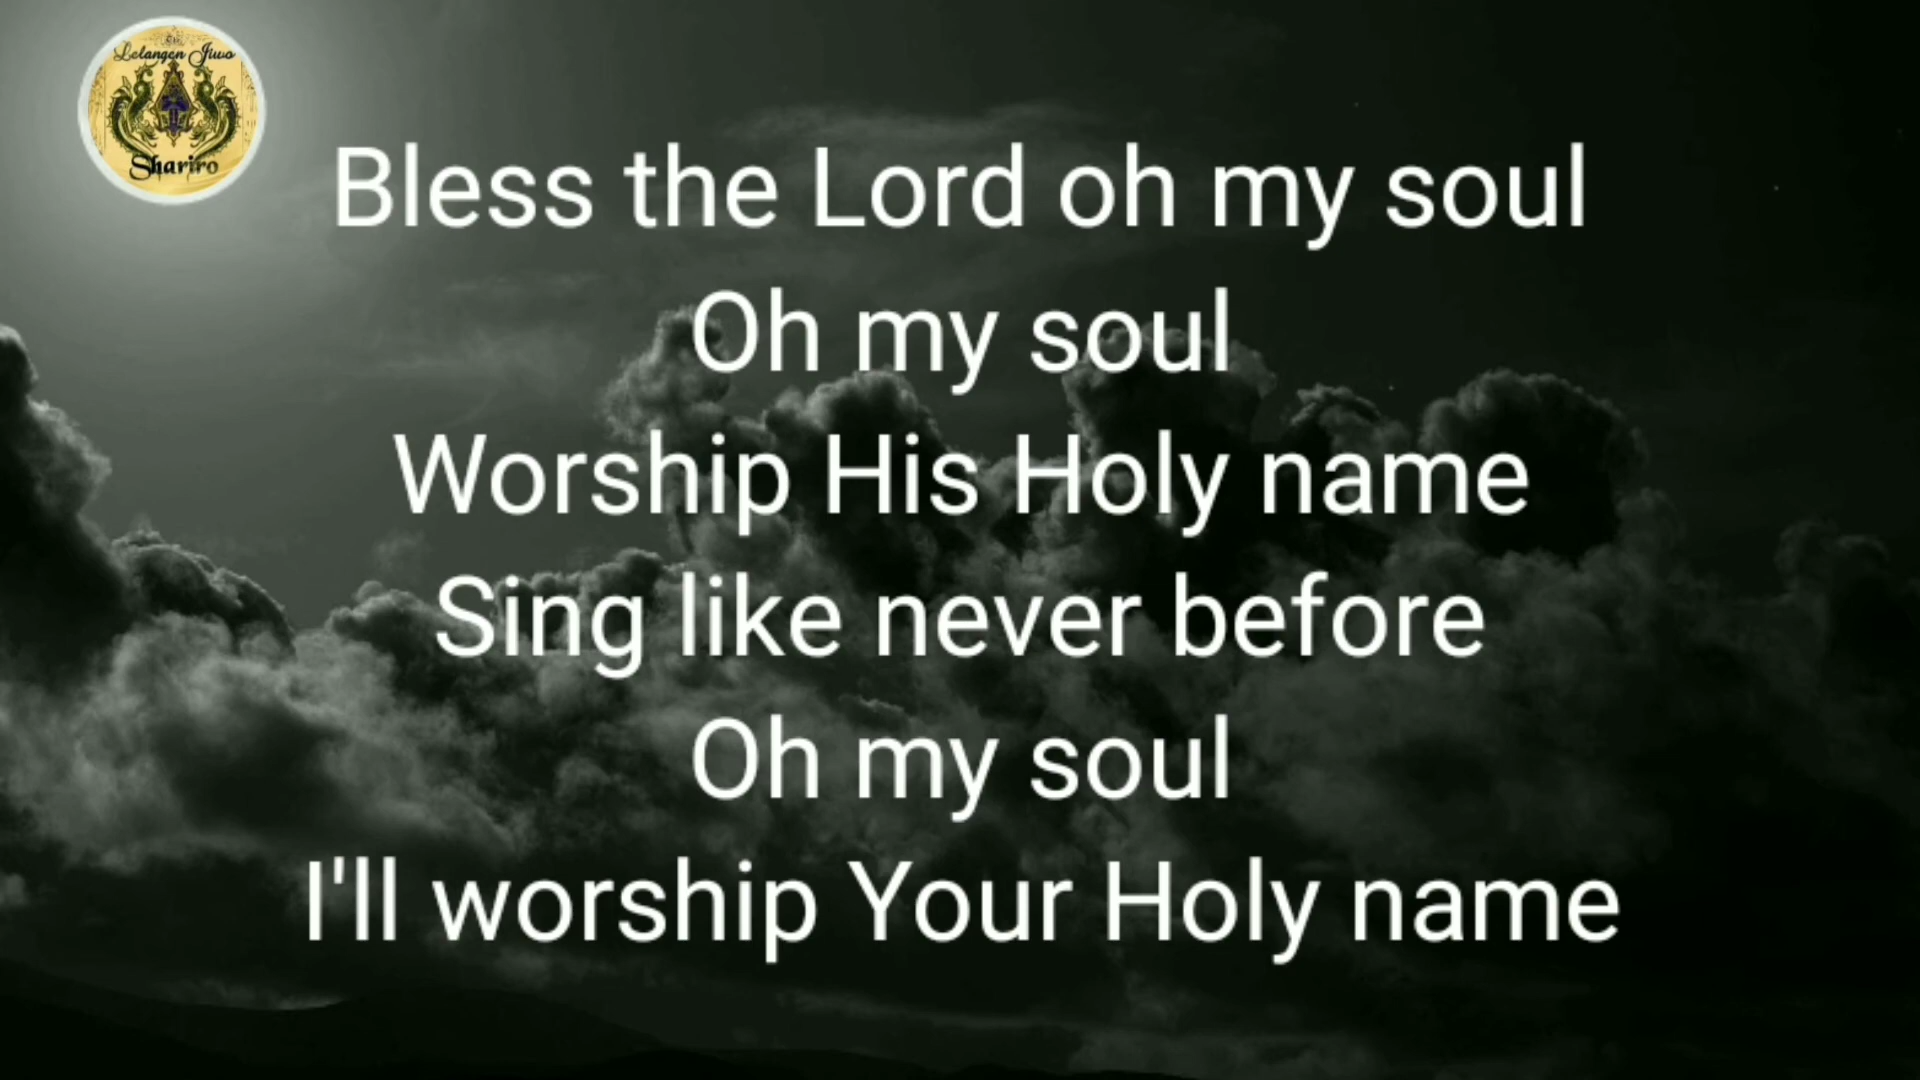 Lelangen Jiwo
Shariro
Bless the Lord oh my soul
Oh my soul
Worship His Holy name
Sing like never before
Oh my soul
I'll worship Your Holy name